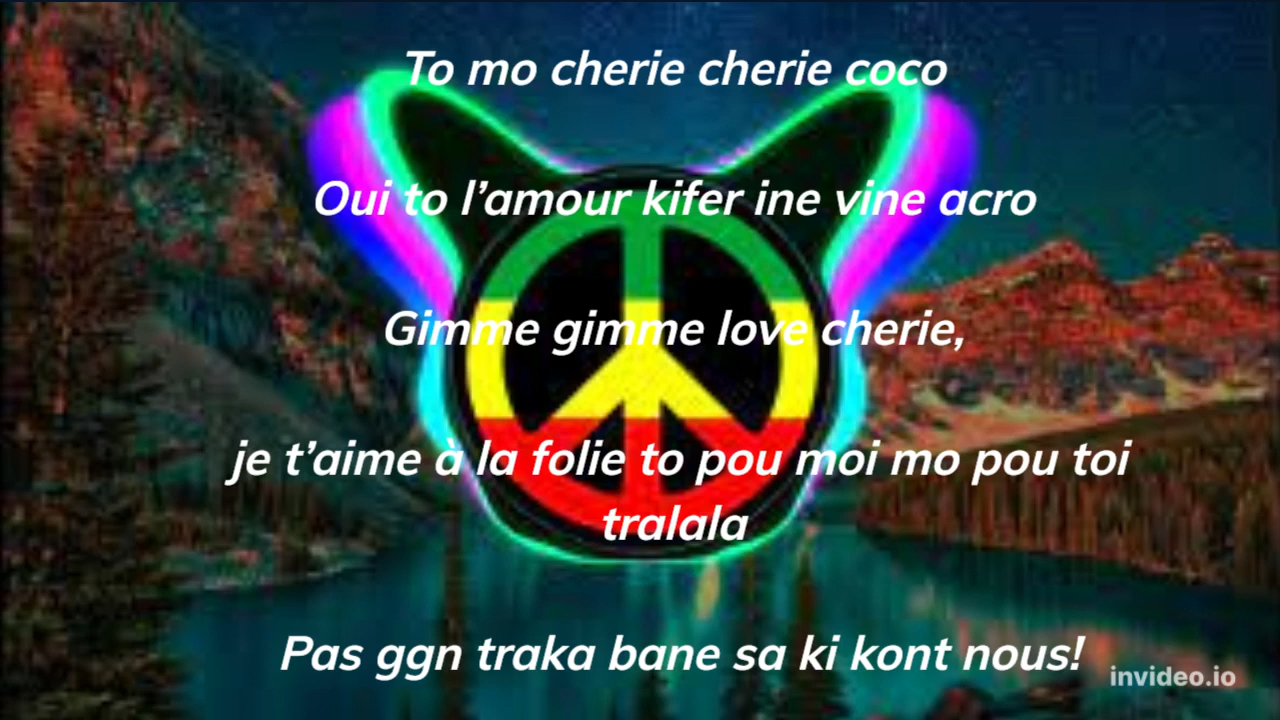 To mo cherie cherie coco
Oui to l’amour kifer ine vine acro
Gimme gimme love cherie,
je t’aime à la folie to pou moi mo pou toi
tralala
Pas ggn traka bane sa ki kont nous!
invideo.io